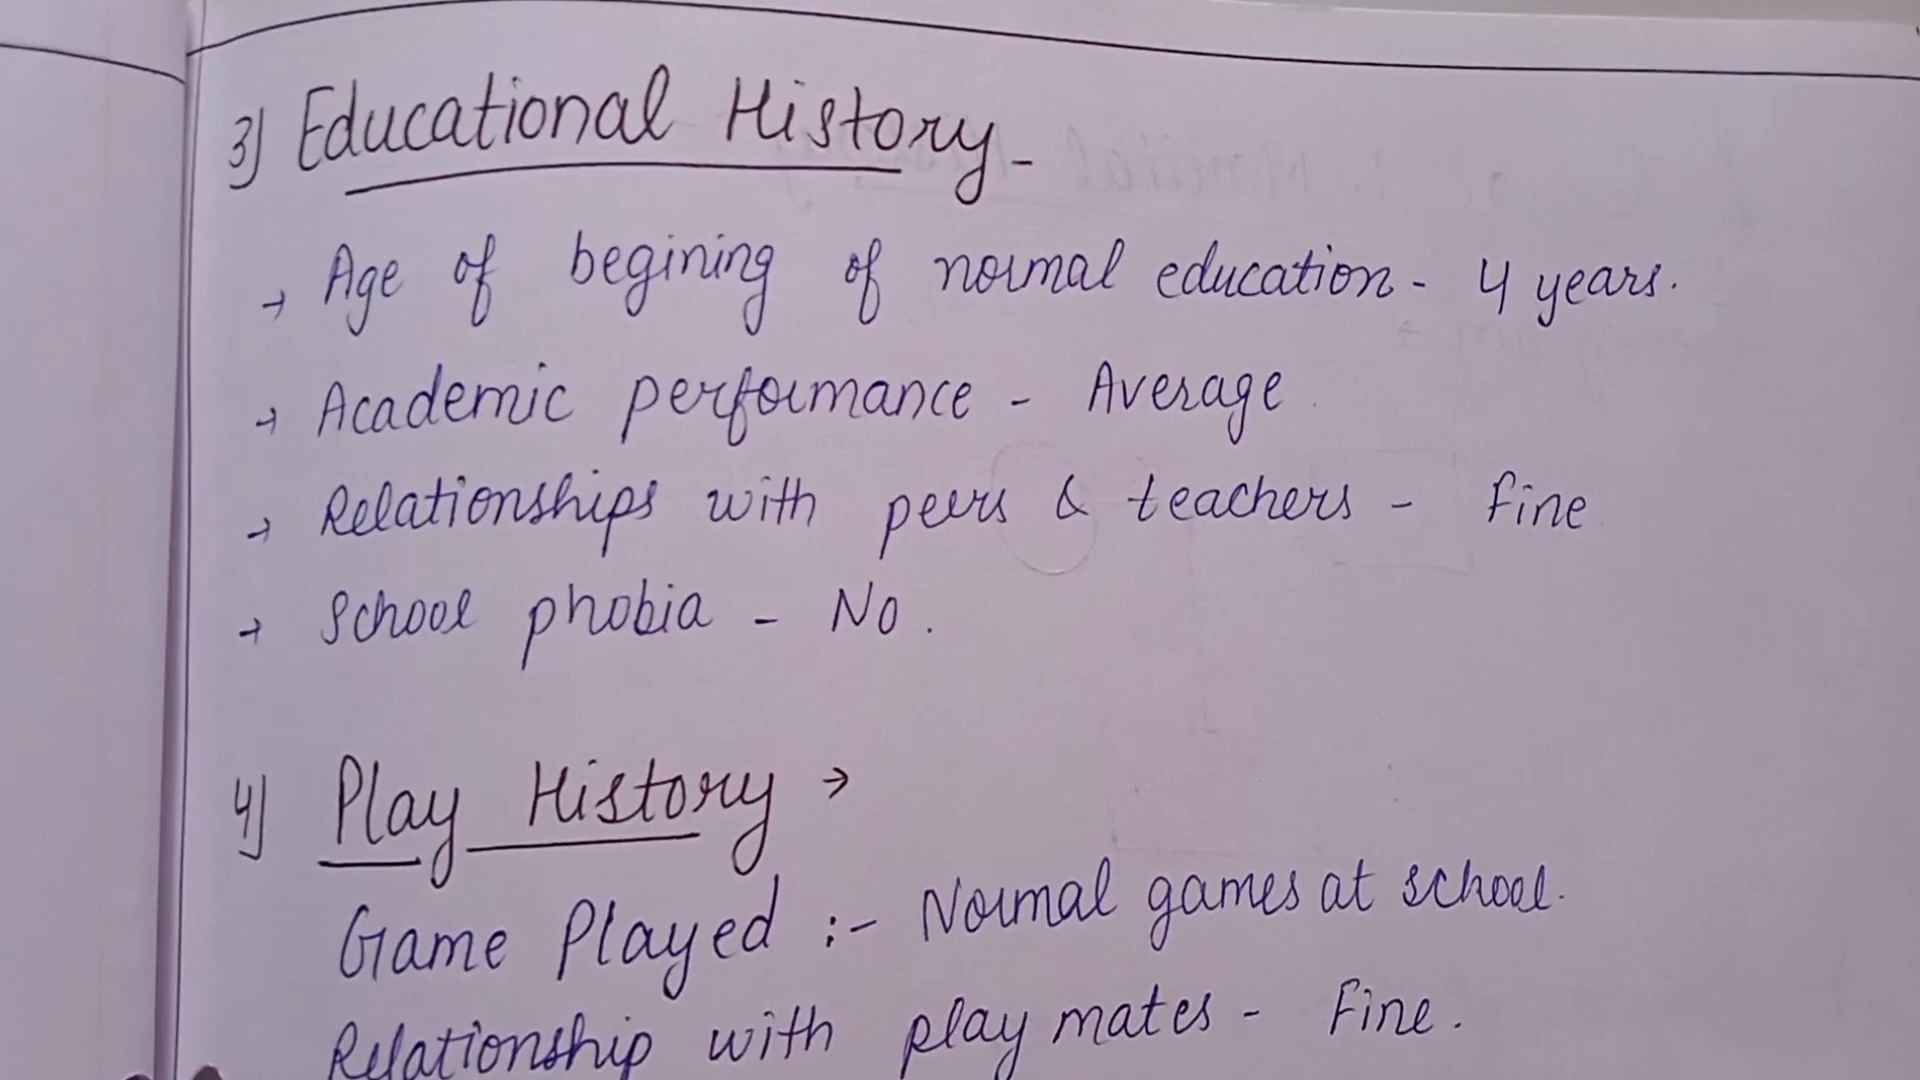 3) Educational History -
→ Age of begining of normal education - 4 years.
→ Academic performance - Average
→ Relationships with peers & teachers - fine
→ School phobia - No.
4) Play History →
Game Played :- Normal games at school.
Relationship with play mates - Fine.